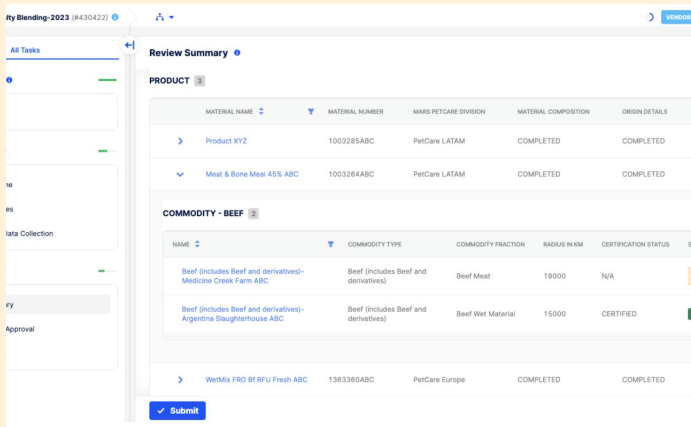 lty Blending-2023 (#430422)
VENDOR
All Tasks
Review Summary
PRODUCT 3
MATERIAL NAME MATERIAL NUMBER MARS PETCARE DIVISION MATERIAL COMPOSITION ORIGIN DETAILS
Product XYZ 1003285ABC PetCare LATAM COMPLETED COMPLETED
Meat & Bone Meal 45% ABC 1003264ABC PetCare LATAM COMPLETED COMPLETED
ne
es
Data Collection
COMMODITY - BEEF 2
NAME COMMODITY TYPE COMMODITY FRACTION RADIUS IN KM CERTIFICATION STATUS S
Beef (includes Beef and derivatives)- Beef (includes Beef and Beef Meat 19000 N/A
Medicine Creek Farm ABC derivatives)
Beef (includes Beef and derivatives)- Beef (includes Beef and Beef Wet Material 15000 CERTIFIED
Argentina Slaughterhouse ABC derivatives)
ry
Approval
WetMix FRO Bf RFU Fresh ABC 1363360ABC PetCare Europe COMPLETED COMPLETED
Submit